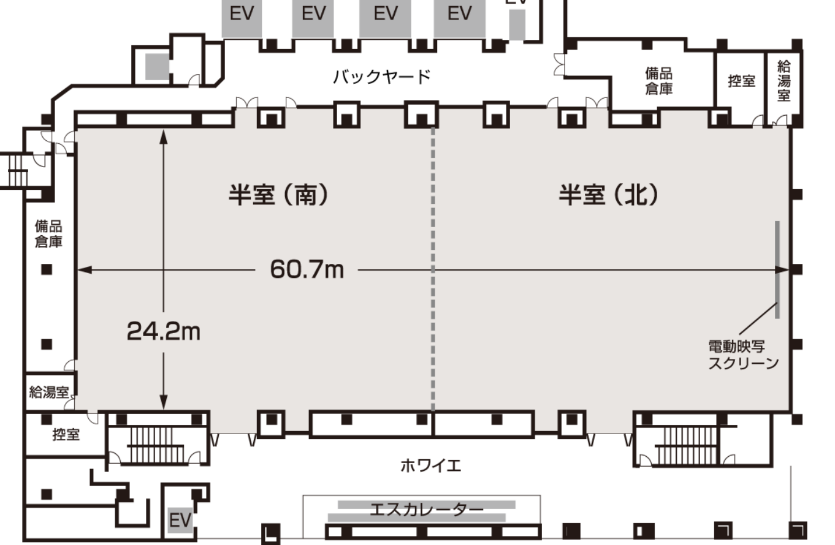 EV
EV
EV
EV
EV
バックヤード
備品
倉庫
控室
給
湯
室
半室（南）
半室（北）
備品
倉庫
60.7m
24.2m
電動映写
スクリーン
給湯室
控室
ホワイエ
エスカレーター
EV